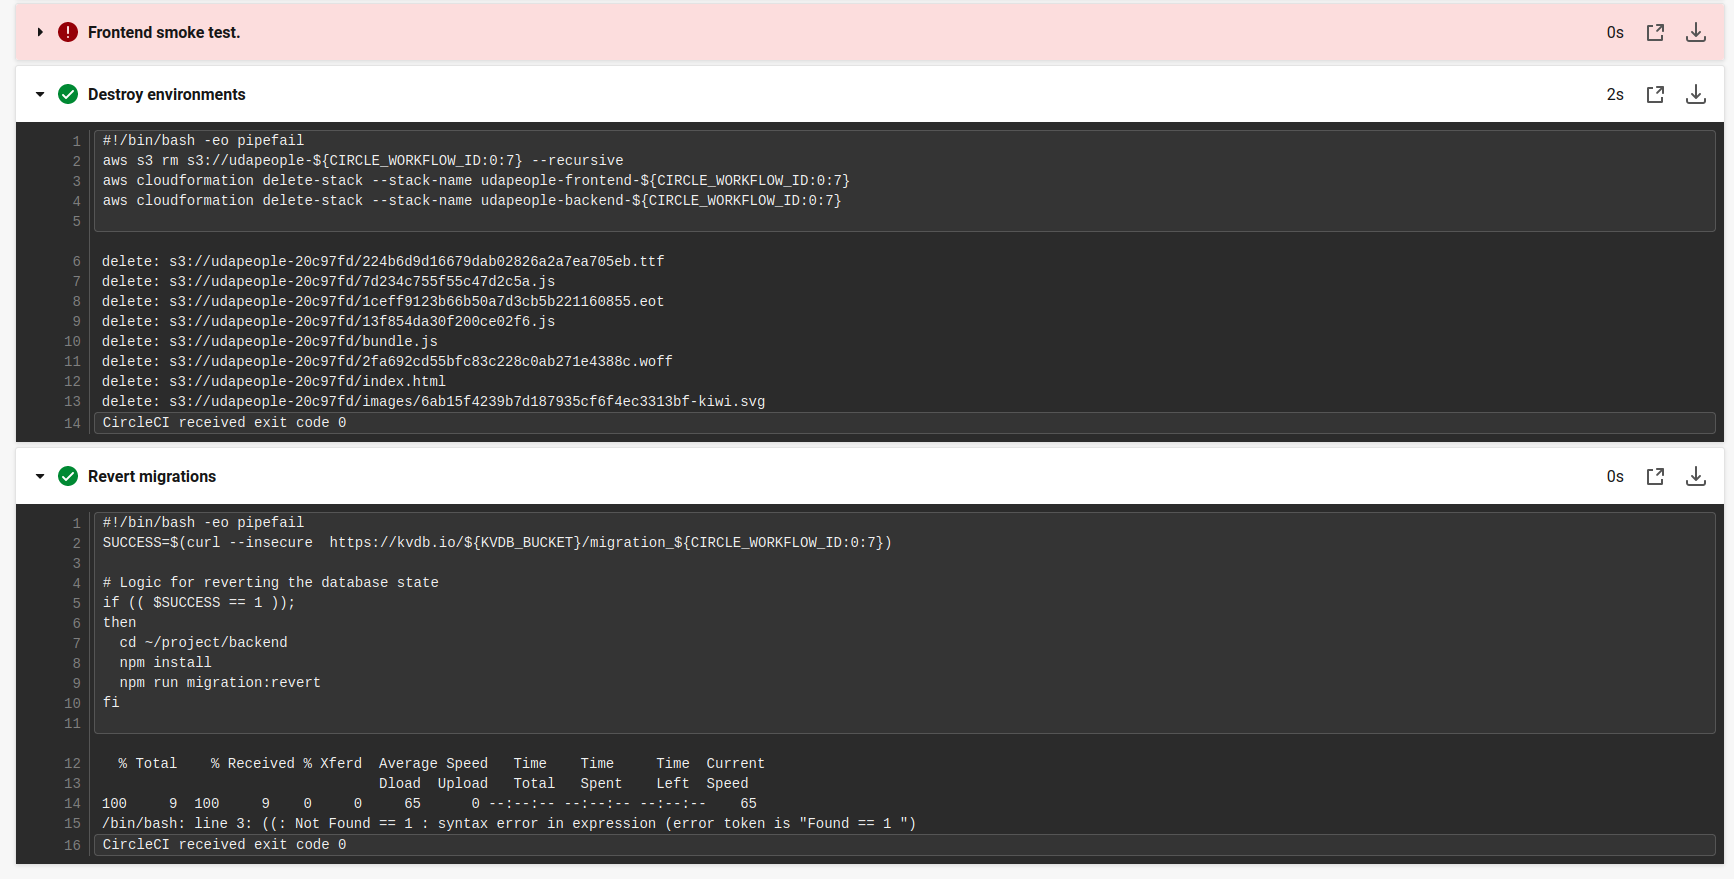 Frontend smoke test.
0s
Destroy environments
2s
1 #!/bin/bash -eo pipefail
2 aws s3 rm s3://udapeople-${CIRCLE_WORKFLOW_ID:0:7} --recursive
3 aws cloudformation delete-stack --stack-name udapeople-frontend-${CIRCLE_WORKFLOW_ID:0:7}
4 aws cloudformation delete-stack --stack-name udapeople-backend-${CIRCLE_WORKFLOW_ID:0:7}
5
6 delete: s3://udapeople-20c97fd/224b6d9d16679dab02826a2a7ea705eb.ttf
7 delete: s3://udapeople-20c97fd/7d234c755f55c47d2c5a.js
8 delete: s3://udapeople-20c97fd/1ceff9123b66b50a7d3cb5b221160855.eot
9 delete: s3://udapeople-20c97fd/13f854da30f200ce02f6.js
10 delete: s3://udapeople-20c97fd/bundle.js
11 delete: s3://udapeople-20c97fd/2fa692cd55bfc83c228c0ab271e4388c.woff
12 delete: s3://udapeople-20c97fd/index.html
13 delete: s3://udapeople-20c97fd/images/6ab15f4239b7d187935cf6f4ec3313bf-kiwi.svg
14 CircleCI received exit code 0
Revert migrations
0s
1 #!/bin/bash -eo pipefail
2 SUCCESS=$(curl --insecure  https://kvdb.io/${KVDB_BUCKET}/migration_${CIRCLE_WORKFLOW_ID:0:7})
3
4 # Logic for reverting the database state
5 if (( $SUCCESS == 1 ));
6 then
7   cd ~/project/backend
8   npm install
9   npm run migration:revert
10 fi
11
12   % Total    % Received % Xferd  Average Speed   Time    Time     Time  Current
13                                  Dload  Upload   Total   Spent    Left  Speed
14 100     9  100     9    0     0     65      0 --:--:-- --:--:-- --:--:--    65
15 /bin/bash: line 3: ((: Not Found == 1 : syntax error in expression (error token is "Found == 1 ")
16 CircleCI received exit code 0